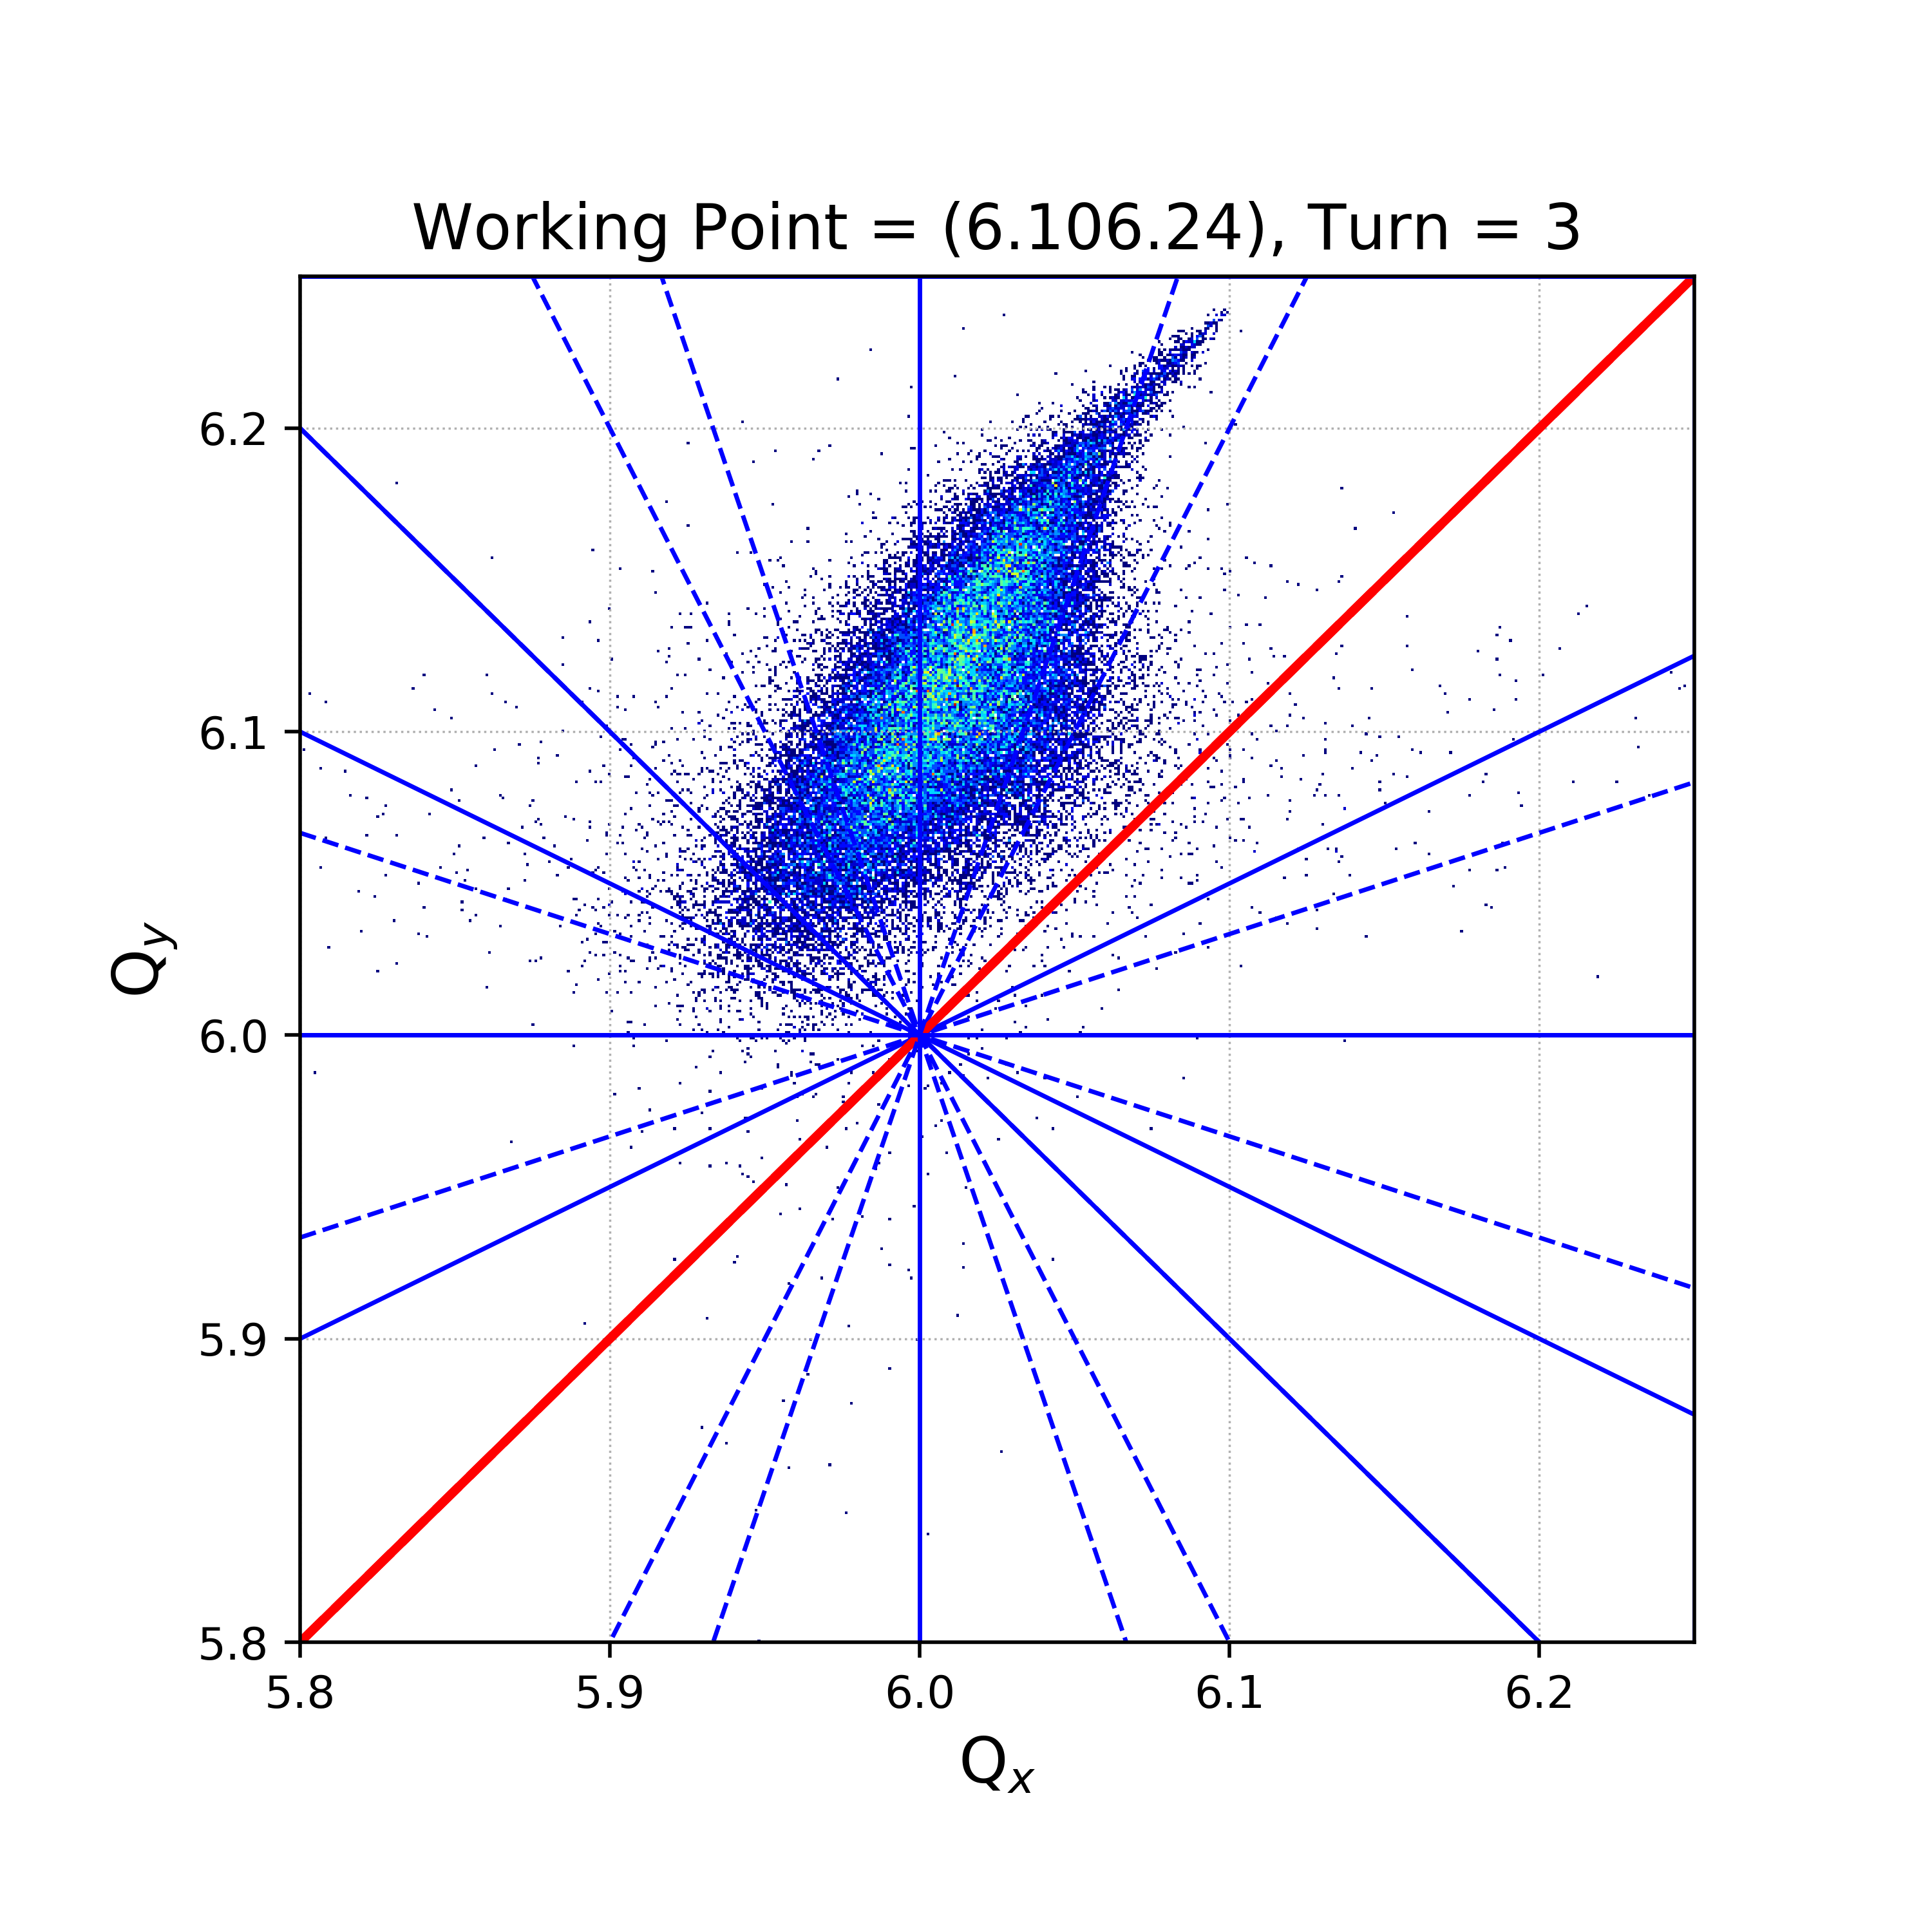 Working Point = (6.106.24), Turn = 3
6.2
6.1
6.0
5.9
5.8
Qy
5.8 5.9 6.0 6.1 6.2
Qx